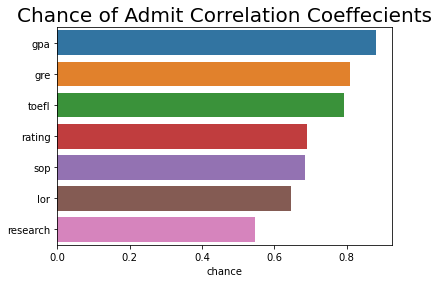 Chance of Admit Correlation Coeffecients
gpa
gre
toefl
rating
sop
lor
research
0.0 0.2 0.4 0.6 0.8
chance